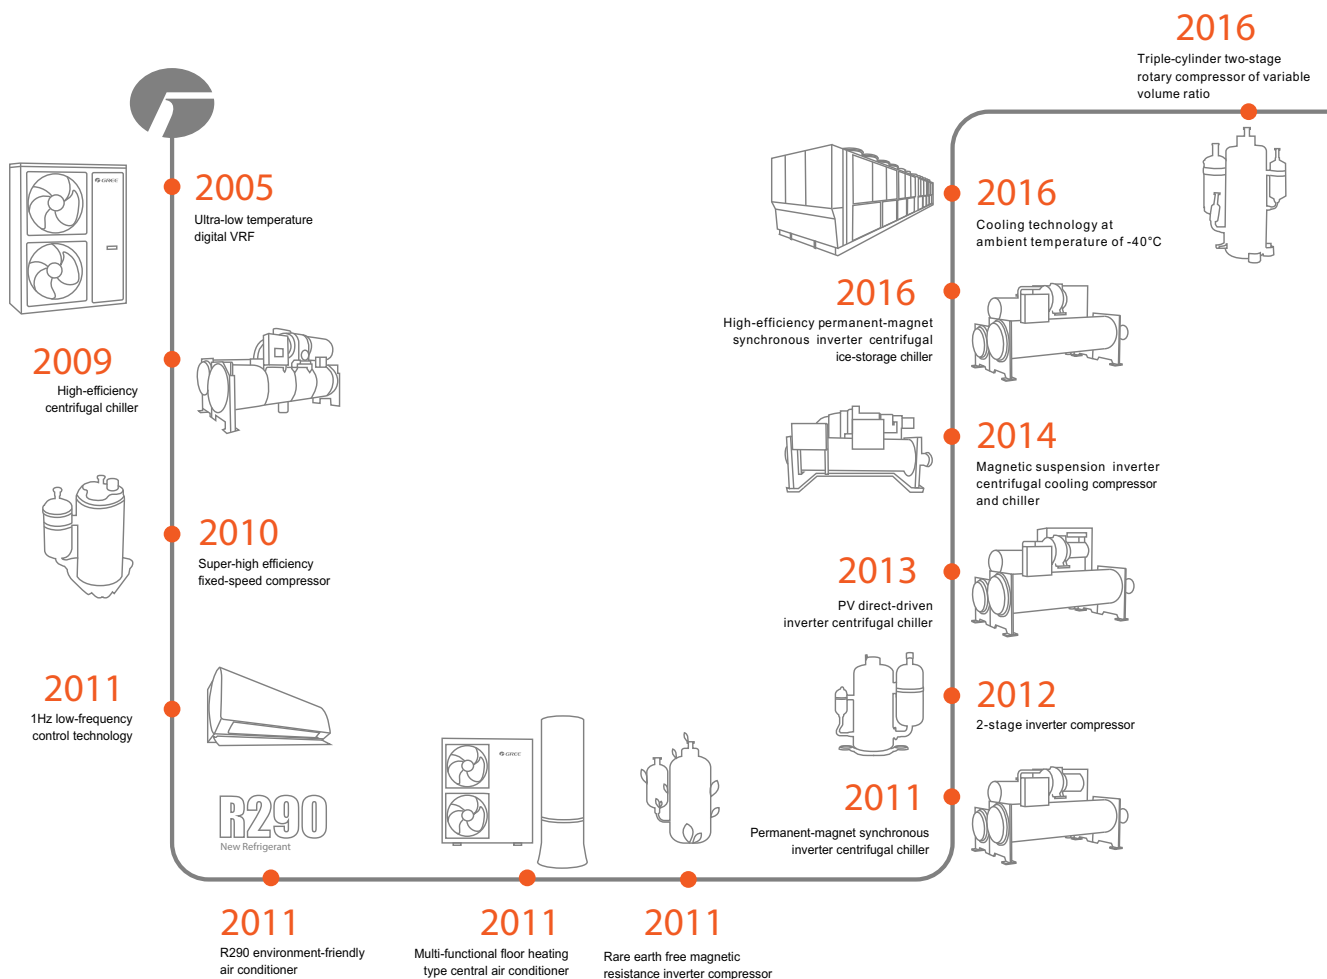 GREE
2005
Ultra-low temperature
digital VRF
2009
High-efficiency
centrifugal chiller
2010
Super-high efficiency
fixed-speed compressor
2011
1Hz low-frequency
control technology
R290
New Refrigerant
2011
R290 environment-friendly
air conditioner
GREE
2011
Multi-functional floor heating
type central air conditioner
2011
Rare earth free magnetic
resistance inverter compressor
2011
Permanent-magnet synchronous
inverter centrifugal chiller
2012
2-stage inverter compressor
2013
PV direct-driven
inverter centrifugal chiller
2014
Magnetic suspension inverter
centrifugal cooling compressor
and chiller
2016
High-efficiency permanent-magnet
synchronous inverter centrifugal
ice-storage chiller
2016
Cooling technology at
ambient temperature of -40°C
2016
Triple-cylinder two-stage
rotary compressor of variable
volume ratio